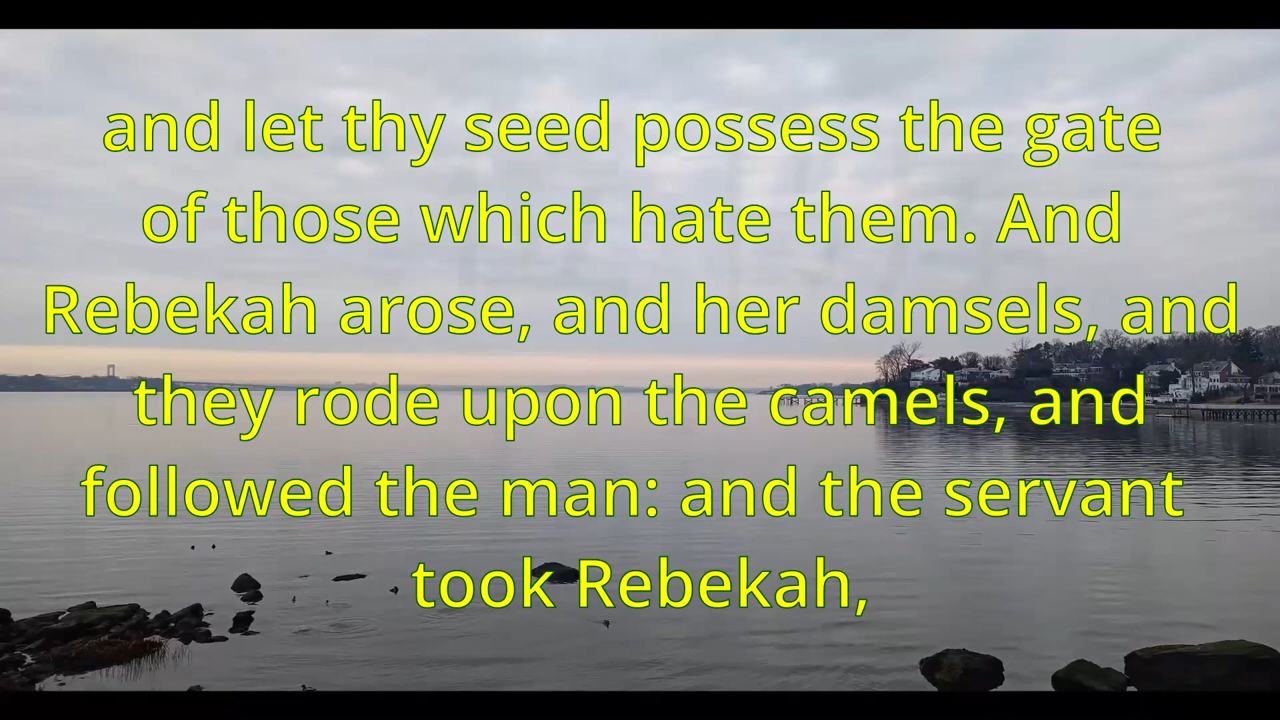 and let thy seed possess the gate
of those which hate them. And
Rebekah arose, and her damsels, and
they rode upon the camels, and
followed the man: and the servant
took Rebekah,